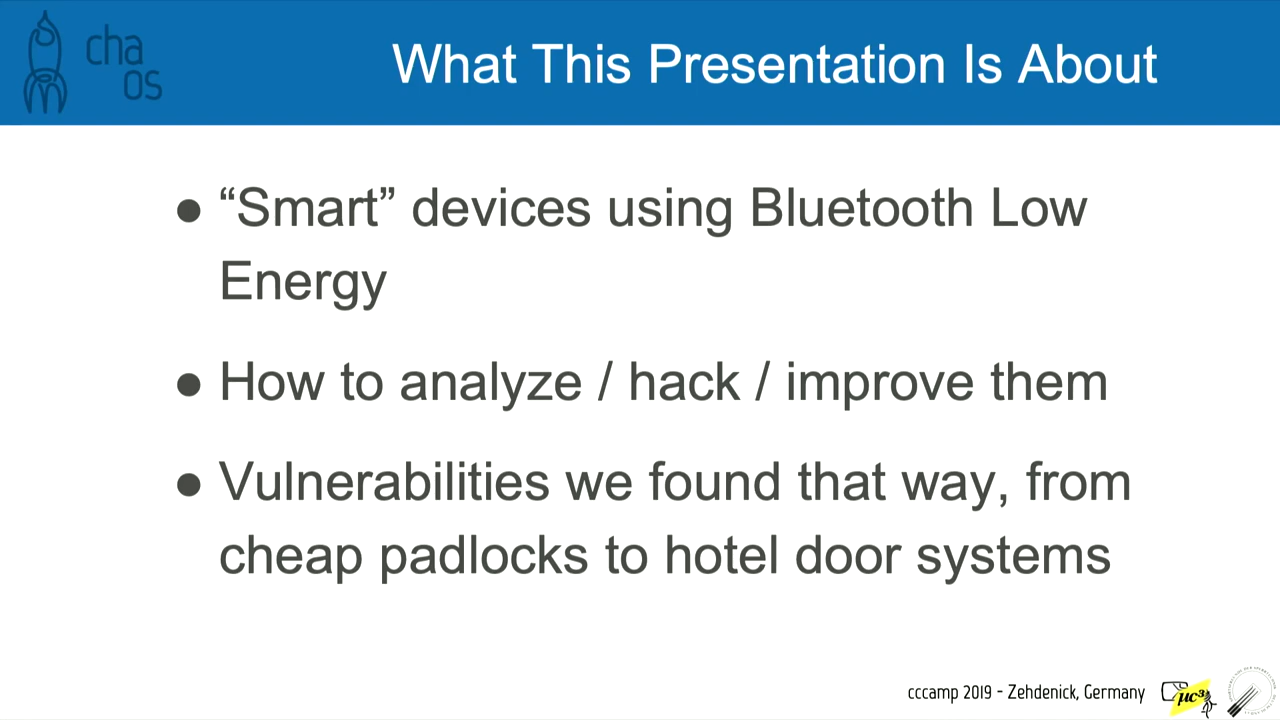 cha
os
What This Presentation Is About
● “Smart” devices using Bluetooth Low
Energy
● How to analyze / hack / improve them
● Vulnerabilities we found that way, from
cheap padlocks to hotel door systems
cccamp 2019 - Zehdenick, Germany
µc³